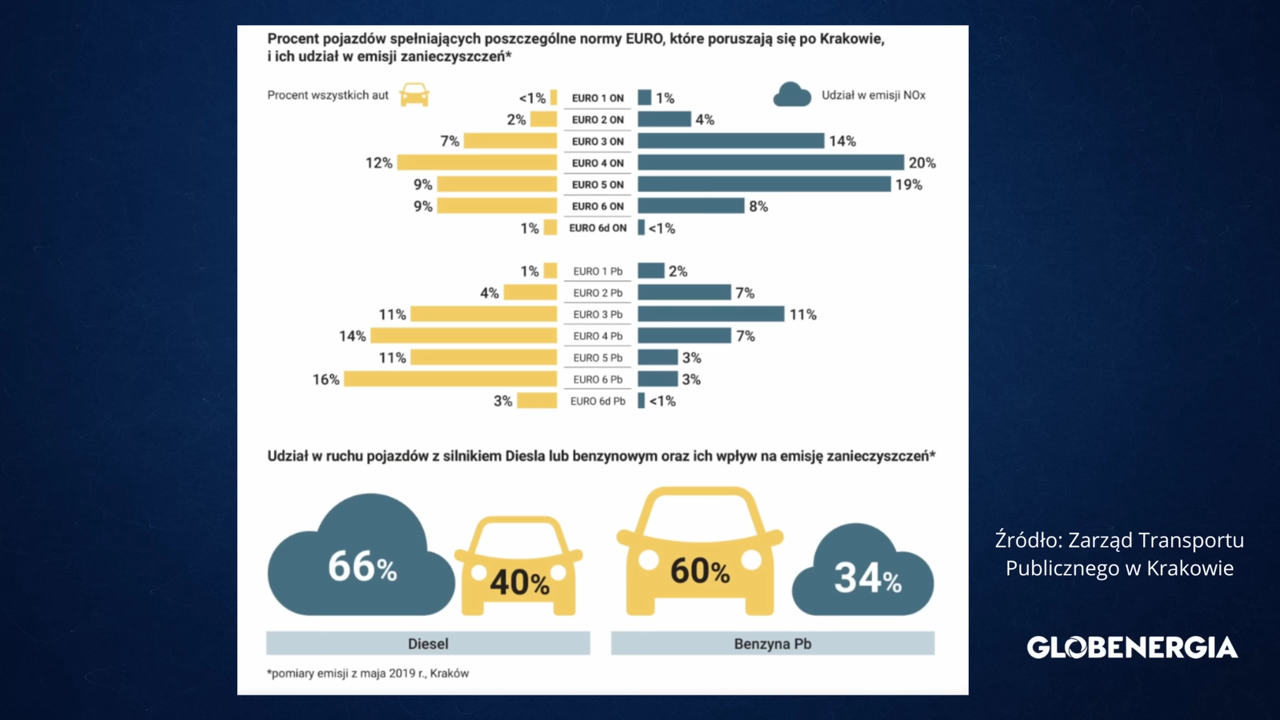 Procent pojazdów spełniających poszczególne normy EURO, które poruszają się po Krakowie,
i ich udział w emisji zanieczyszczeń*
Procent wszystkich aut
Udział w emisji NOx
<1% EURO 1 ON 1%
2% EURO 2 ON 4%
7% EURO 3 ON 14%
12% EURO 4 ON 20%
9% EURO 5 ON 19%
9% EURO 6 ON 8%
1% EURO 6d ON <1%
1% EURO 1 Pb 2%
4% EURO 2 Pb 7%
11% EURO 3 Pb 11%
14% EURO 4 Pb 7%
11% EURO 5 Pb 3%
16% EURO 6 Pb 3%
3% EURO 6d Pb <1%
Udział w ruchu pojazdów z silnikiem Diesla lub benzynowym oraz ich wpływ na emisję zanieczyszczeń*
66% 40% 60% 34%
Diesel Benzyna Pb
*pomiary emisji z maja 2019 r., Kraków
Źródło: Zarząd Transportu
Publicznego w Krakowie
GLOBENERGIA